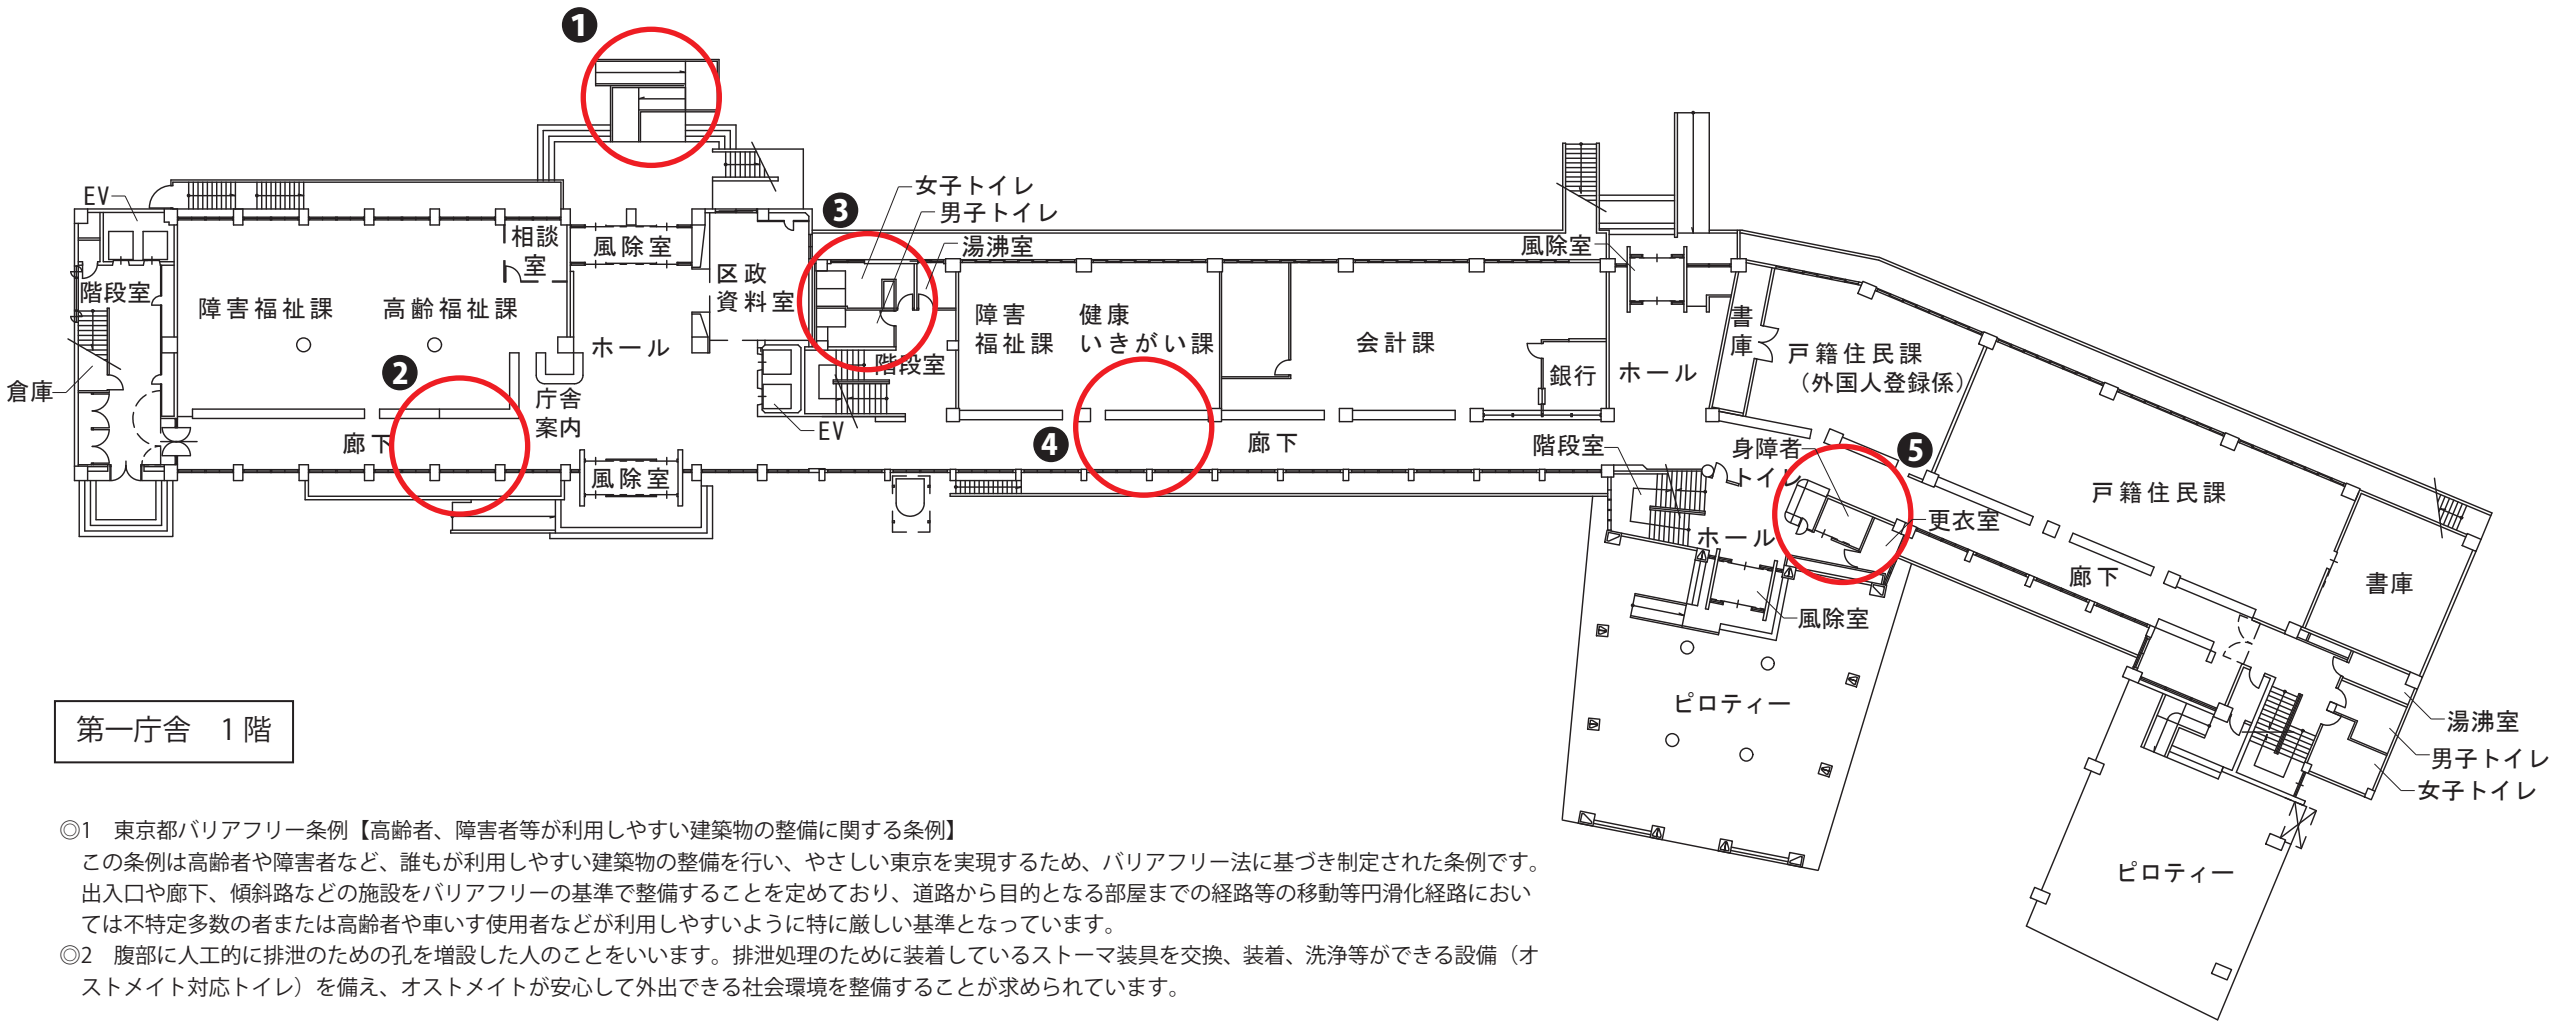 ❶
EV
女子トイレ
男子トイレ
❸
湯沸室
相談
室
風除室
風除室
区政
資料室
階段室
障害福祉課
高齢福祉課
障害
福祉課
健康
いきがい課
会計課
書
庫
ホール
戸籍住民課
（外国人登録係）
階段室
銀行
ホール
❷
倉庫
庁舎
案内
EV
廊下
❹
廊下
階段室
身障者
トイレ
❺
風除室
戸籍住民課
更衣室
ホール
廊下
書庫
風除室
ピロティー
湯沸室
男子トイレ
女子トイレ
ピロティー
第一庁舎　1階
◎1　東京都バリアフリー条例【高齢者、障害者等が利用しやすい建築物の整備に関する条例】
この条例は高齢者や障害者など、誰もが利用しやすい建築物の整備を行い、やさしい東京を実現するため、バリアフリー法に基づき制定された条例です。
出入口や廊下、傾斜路などの施設をバリアフリーの基準で整備することを定めており、道路から目的となる部屋までの経路等の移動等円滑化経路におい
ては不特定多数の者または高齢者や車いす使用者などが利用しやすいように特に厳しい基準となっています。
◎2　腹部に人工的に排泄のための孔を増設した人のことをいいます。排泄処理のために装着しているストーマ装具を交換、装着、洗浄等ができる設備（オ
ストメイト対応トイレ）を備え、オストメイトが安心して外出できる社会環境を整備することが求められています。